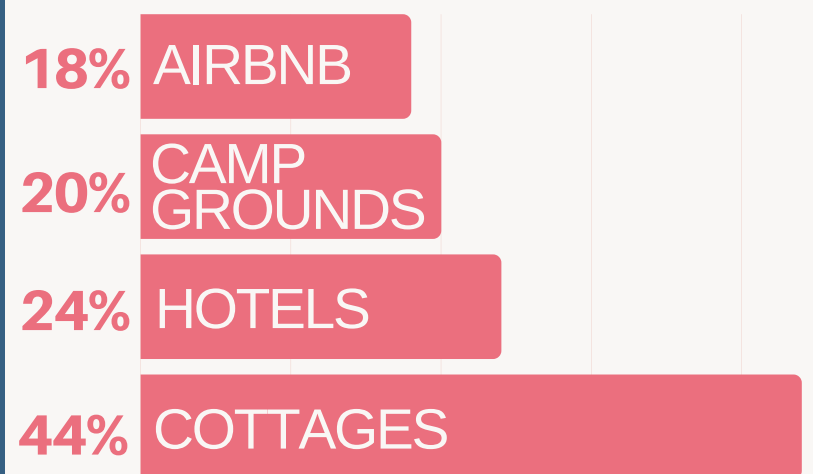 18% AIRBNB
20% CAMP
GROUNDS
24% HOTELS
44% COTTAGES